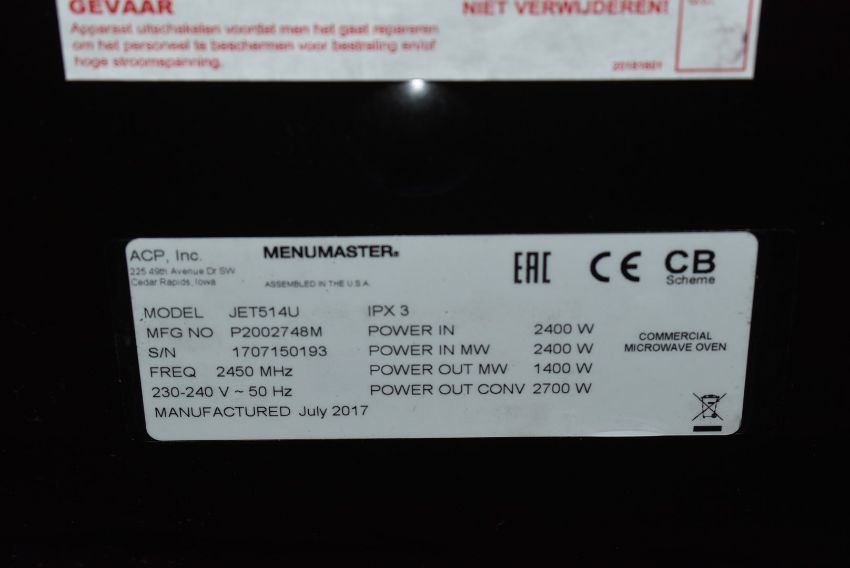 GEVAAR
NIET VERWIJDEREN!
Apparaat uitschakelen voordat men het gaat repareren
om het personeel te beschermen voor bestraling en/of
hoge stroomspanning.
20181801
ACP, Inc.
225 49th Avenue Dr SW
Cedar Rapids, Iowa
MENUMASTER®
ASSEMBLED IN THE U.S.A.
EAC CE CB
Scheme
MODEL JET514U IPX 3
MFG NO P2002748M POWER IN 2400 W
S/N 1707150193 POWER IN MW 2400 W
FREQ 2450 MHz POWER OUT MW 1400 W
230-240 V ~ 50 Hz POWER OUT CONV 2700 W
MANUFACTURED July 2017
COMMERCIAL
MICROWAVE OVEN